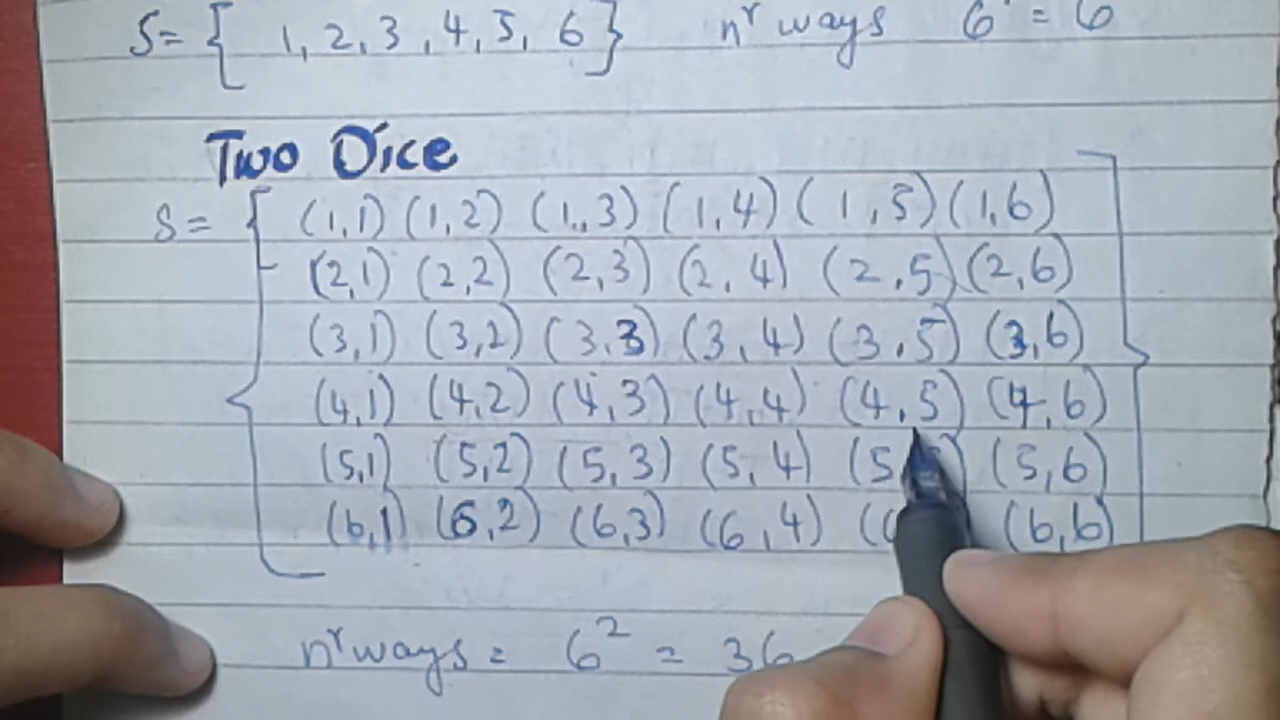 S= { 1, 2, 3, 4, 5, 6 } nʳ ways 6¹ = 6
Two Dice
S= { (1,1) (1,2) (1,3) (1,4) (1,5) (1,6)
(2,1) (2,2) (2,3) (2,4) (2,5) (2,6)
(3,1) (3,2) (3,3) (3,4) (3,5) (3,6)
(4,1) (4,2) (4,3) (4,4) (4,5) (4,6)
(5,1) (5,2) (5,3) (5,4) (5, (5,6)
(6,1) (6,2) (6,3) (6,4) ( (6,6) }
nʳ ways = 6² = 36